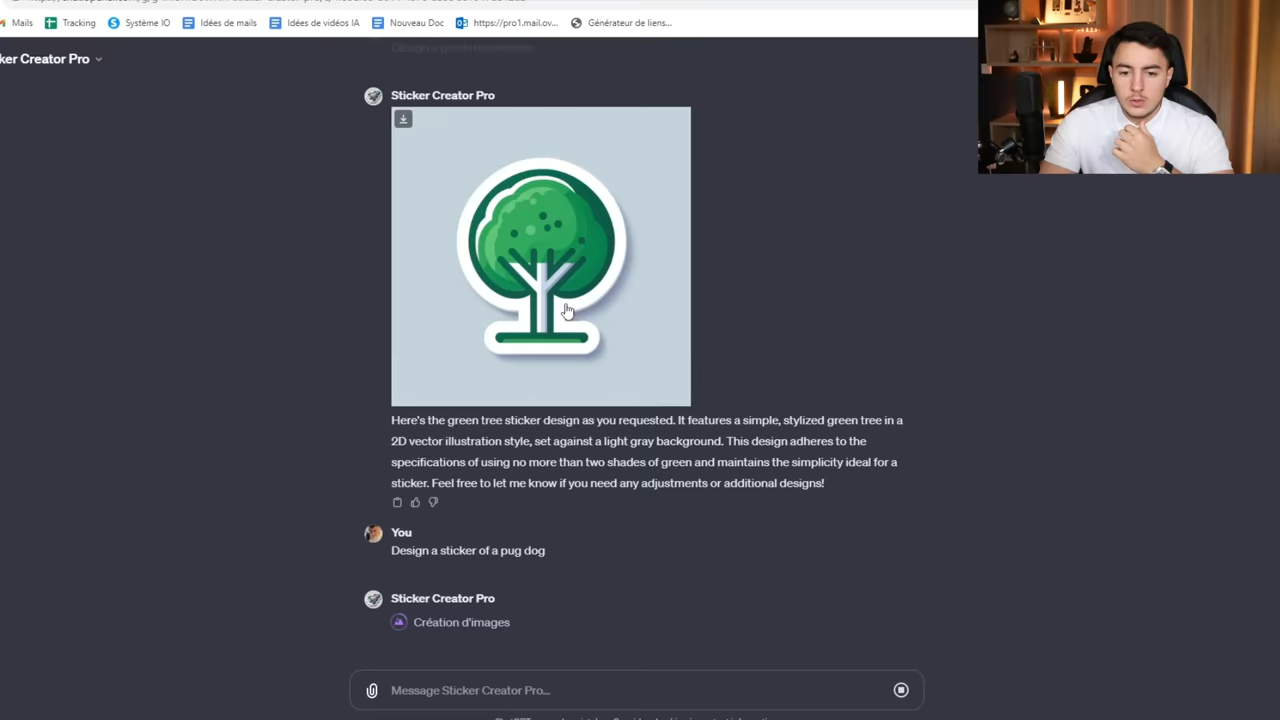 Mails
Tracking
Système IO
Idées de mails
Idées de vidéos IA
Nouveau Doc
https://pro1.mail.ov...
Générateur de liens...
ker Creator Pro
Sticker Creator Pro
Here's the green tree sticker design as you requested. It features a simple, stylized green tree in a
2D vector illustration style, set against a light gray background. This design adheres to the
specifications of using no more than two shades of green and maintains the simplicity ideal for a
sticker. Feel free to let me know if you need any adjustments or additional designs!
You
Design a sticker of a pug dog
Sticker Creator Pro
Création d'images
Message Sticker Creator Pro...